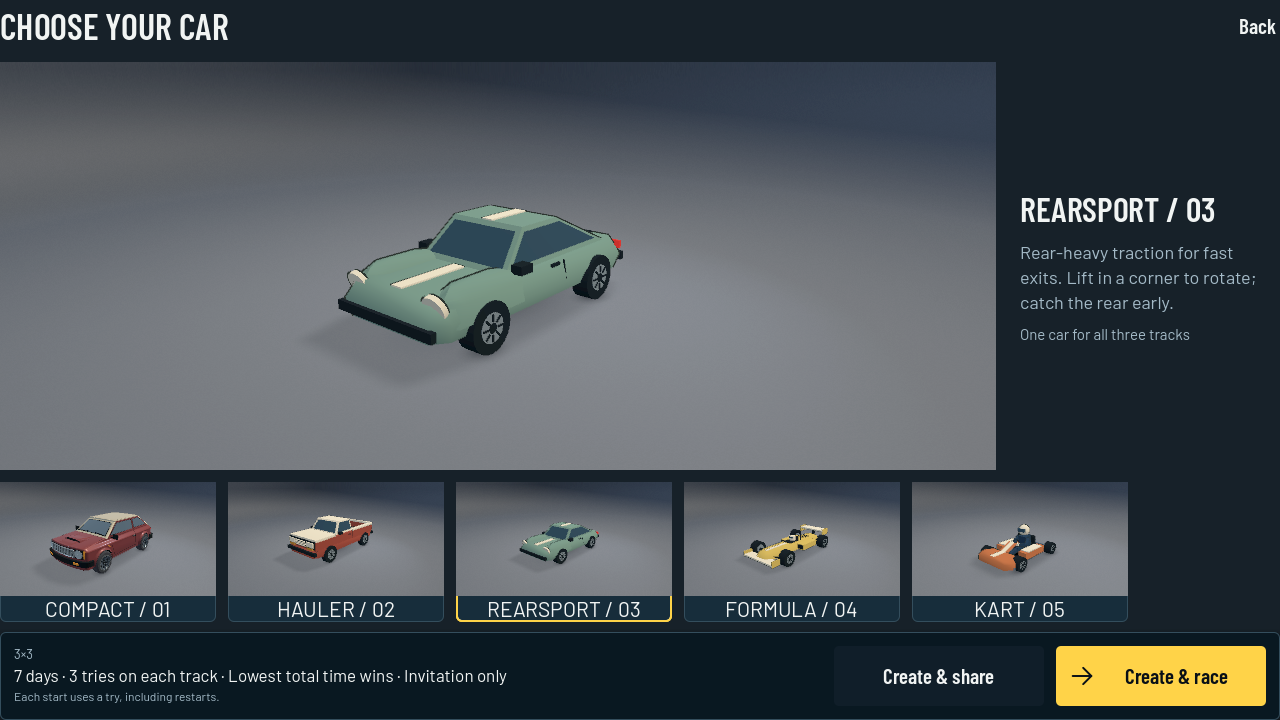 CHOOSE YOUR CAR
Back
REARSPORT / 03
Rear-heavy traction for fast
exits. Lift in a corner to rotate;
catch the rear early.
One car for all three tracks
COMPACT / 01
HAULER / 02
REARSPORT / 03
FORMULA / 04
KART / 05
3×3
7 days · 3 tries on each track · Lowest total time wins · Invitation only
Each start uses a try, including restarts.
Create & share
Create & race